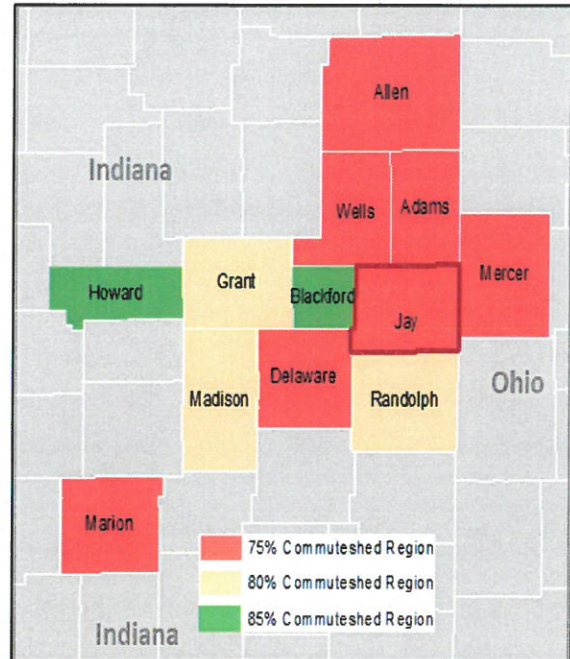 Allen
Indiana
Wells
Adams
Mercer
Grant
Howard
Blackford
Jay
Delaware
Madison
Randolph
Ohio
Marion
75% Commuteshed Region
80% Commuteshed Region
85% Commuteshed Region
Indiana